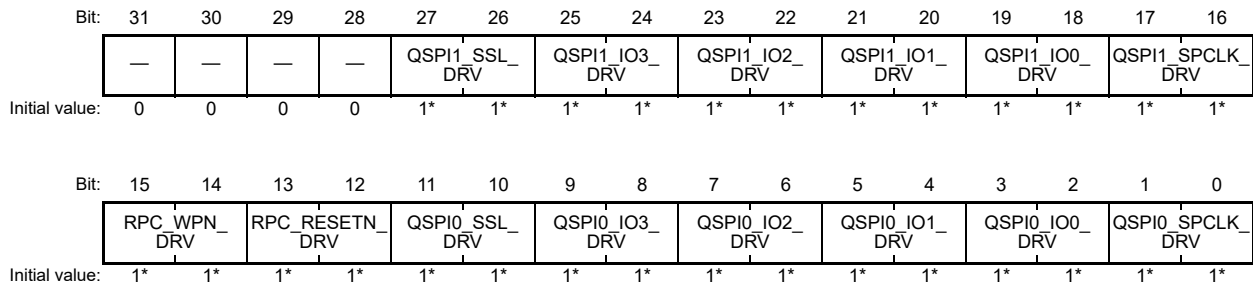 Bit: 31 30 29 28 27 26 25 24 23 22 21 20 19 18 17 16
— — — — QSPI1_SSL_ QSPI1_IO3_ QSPI1_IO2_ QSPI1_IO1_ QSPI1_IO0_ QSPI1_SPCLK_
DRV DRV DRV DRV DRV DRV
Initial value: 0 0 0 0 1* 1* 1* 1* 1* 1* 1* 1* 1* 1* 1* 1*
Bit: 15 14 13 12 11 10 9 8 7 6 5 4 3 2 1 0
RPC_WPN_ RPC_RESETN_ QSPI0_SSL_ QSPI0_IO3_ QSPI0_IO2_ QSPI0_IO1_ QSPI0_IO0_ QSPI0_SPCLK_
DRV DRV DRV DRV DRV DRV DRV DRV
Initial value: 1* 1* 1* 1* 1* 1* 1* 1* 1* 1* 1* 1* 1* 1* 1* 1*